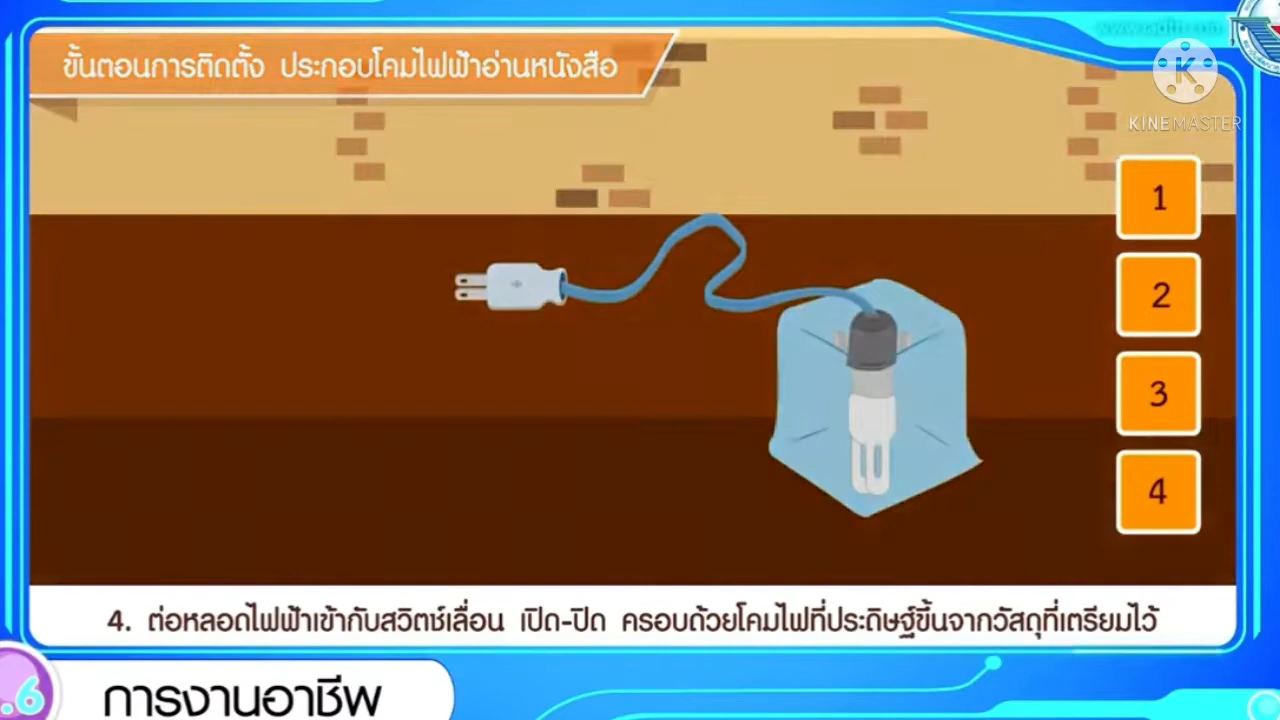 ขั้นตอนการติดตั้ง ประกอบโคมไฟฟ้าอ่านหนังสือ
KINEMASTER
1
2
3
4
4. ต่อหลอดไฟฟ้าเข้ากับสวิตซ์เลื่อน เปิด-ปิด ครอบด้วยโคมไฟที่ประดิษฐ์ขึ้นจากวัสดุที่เตรียมไว้
.6
การงานอาชีพ